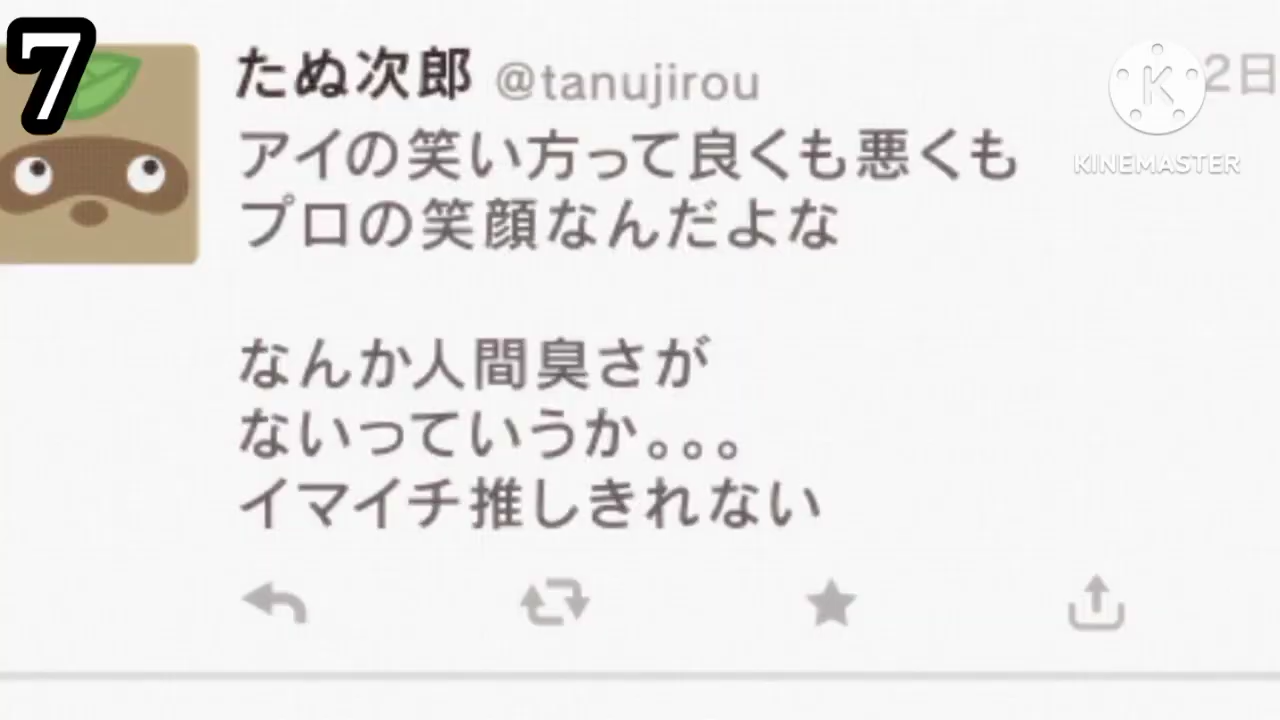 7
たぬ次郎 @tanujirou 2日
アイの笑い方って良くも悪くも
プロの笑顔なんだよな
なんか人間臭さが
ないっていうか。。。
イマイチ推しきれない
K
KINEMASTER